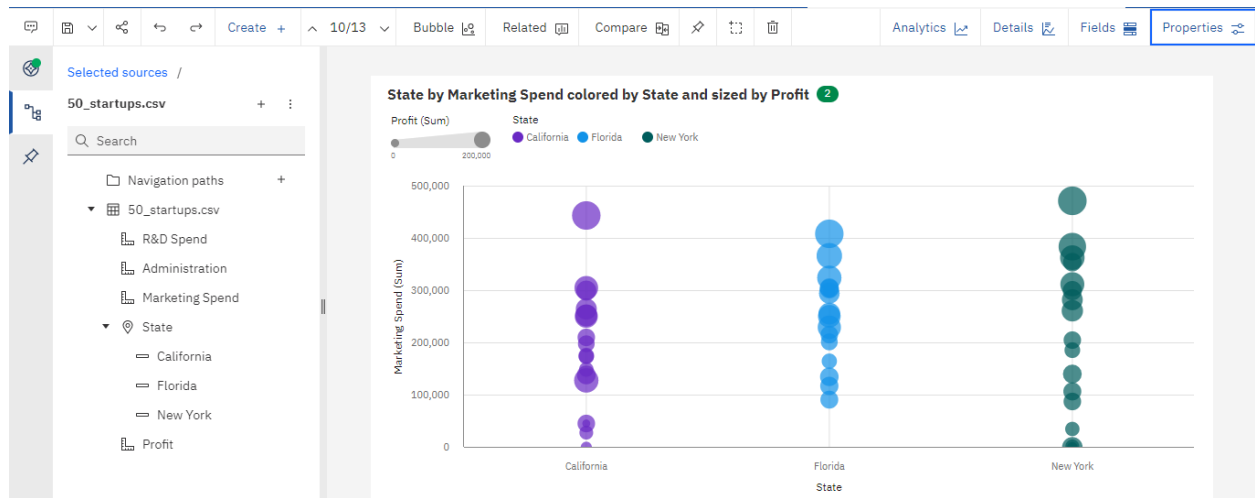 Create + 10/13 Bubble Related Compare Analytics Details Fields Properties
Selected sources /
50_startups.csv
Search
Navigation paths
50_startups.csv
R&D Spend
Administration
Marketing Spend
State
California
Florida
New York
Profit
State by Marketing Spend colored by State and sized by Profit 2
Profit (Sum)
0 200,000
State
California Florida New York
Marketing Spend (Sum)
500,000
400,000
300,000
200,000
100,000
0
California Florida New York
State